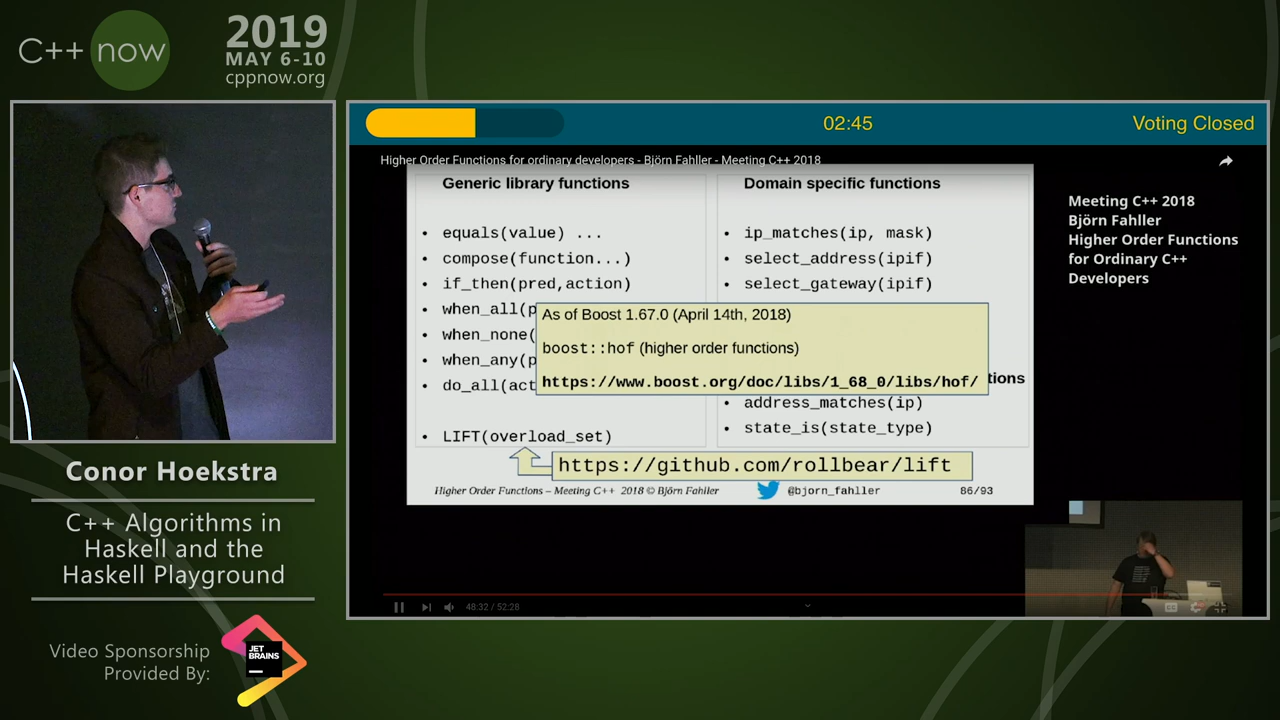 C++ now
2019
MAY 6-10
cppnow.org
02:45
Voting Closed
Higher Order Functions for ordinary developers - Björn Fahller - Meeting C++ 2018
Generic library functions
• equals(value) ...
• compose(function...)
• if_then(pred,action)
• when_all(p
• when_none(
• when_any(p
• do_all(act
• LIFT(overload_set)
Domain specific functions
• ip_matches(ip, mask)
• select_address(ipif)
• select_gateway(ipif)
As of Boost 1.67.0 (April 14th, 2018)
boost::hof (higher order functions)
https://www.boost.org/doc/libs/1_68_0/libs/hof/
tions
• address_matches(ip)
• state_is(state_type)
https://github.com/rollbear/lift
Higher Order Functions – Meeting C++ 2018 © Björn Fahller
@bjorn_fahller
86/93
Meeting C++ 2018
Björn Fahller
Higher Order Functions
for Ordinary C++
Developers
48:32 / 52:28
Conor Hoekstra
C++ Algorithms in
Haskell and the
Haskell Playground
Video Sponsorship
Provided By:
JET
BRAINS